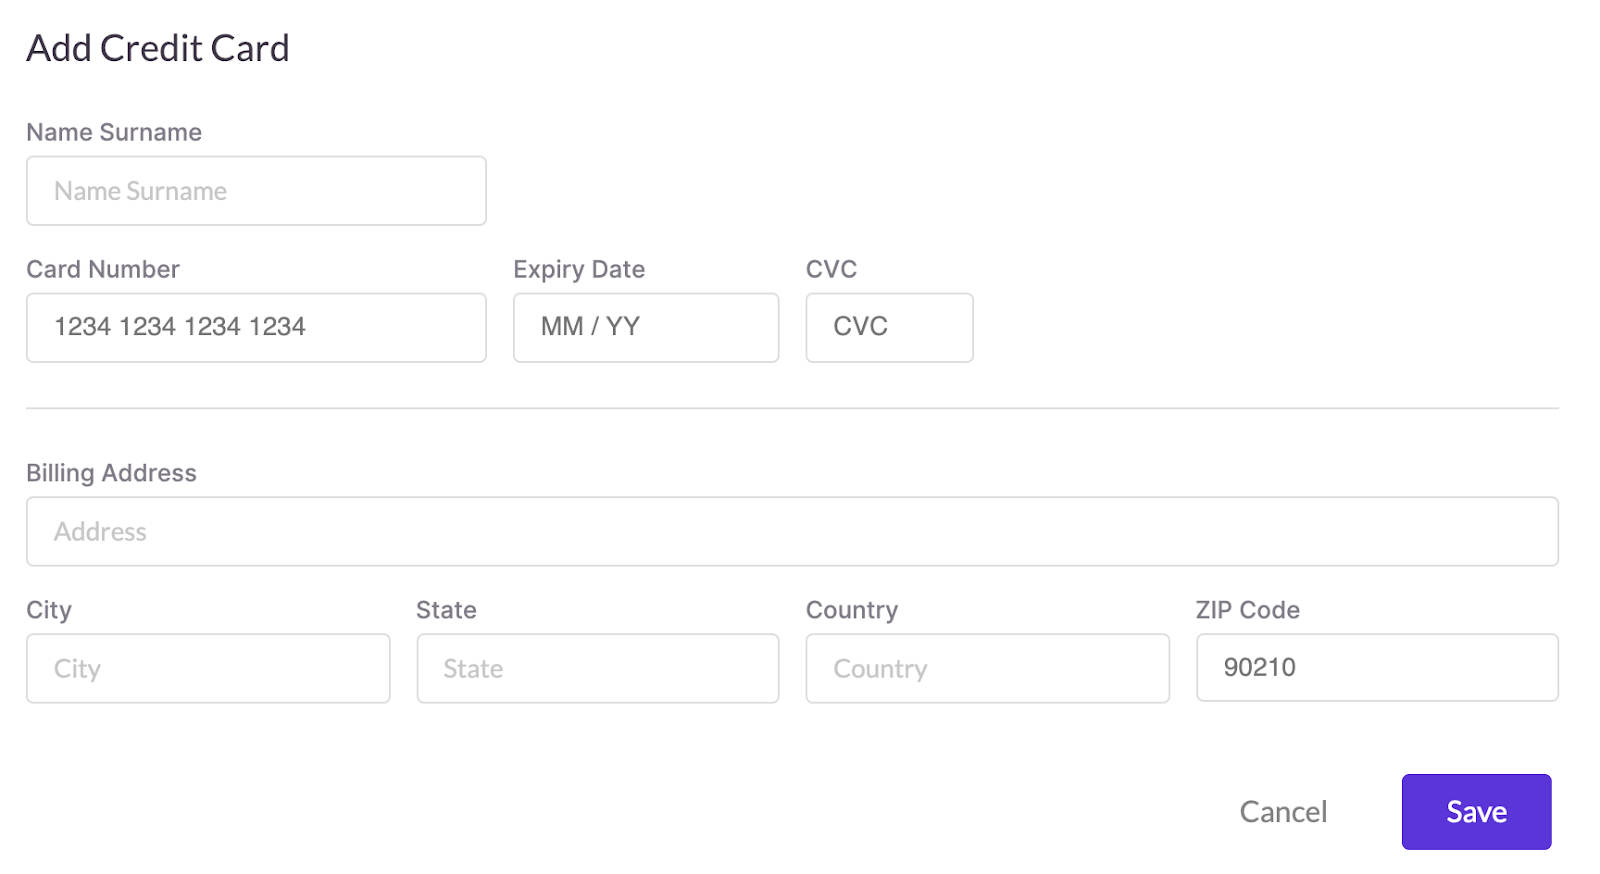 Add Credit Card
Name Surname
Name Surname
Card Number Expiry Date CVC
1234 1234 1234 1234 MM / YY CVC
Billing Address
Address
City State Country ZIP Code
City State Country 90210
Cancel Save